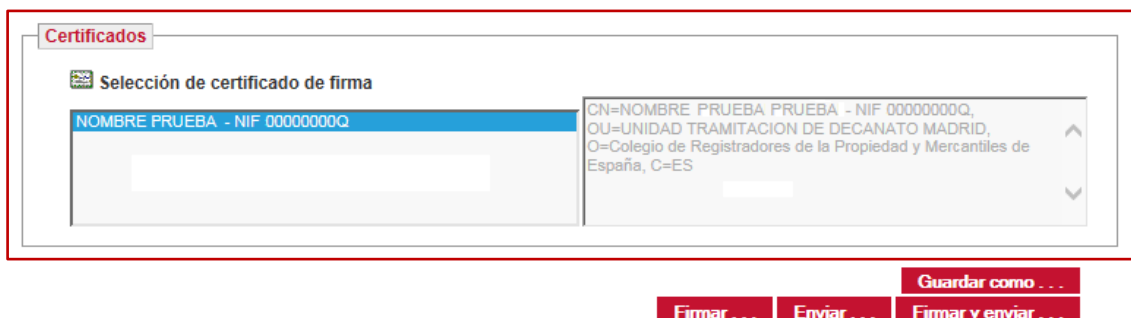 Certificados
Selección de certificado de firma
NOMBRE PRUEBA - NIF 00000000Q
CN=NOMBRE PRUEBA PRUEBA - NIF 00000000Q,
OU=UNIDAD TRAMITACION DE DECANATO MADRID,
O=Colegio de Registradores de la Propiedad y Mercantiles de
España, C=ES
Guardar como . . .
Firmar . . .
Enviar . . .
Firmar y enviar . . .